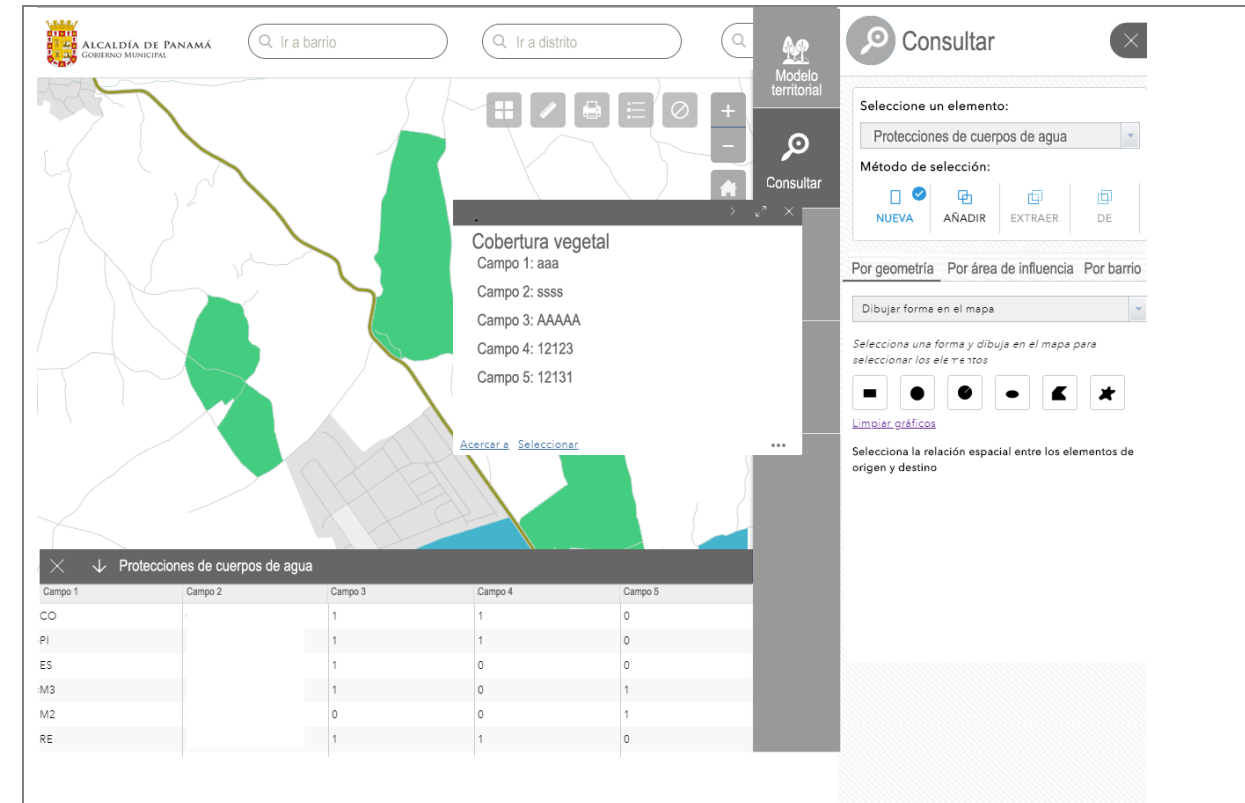 ALCALDÍA DE PANAMÁ
GOBIERNO MUNICIPAL
Ir a barrio
Ir a distrito
Modelo
territorial
Consultar
Consultar
Seleccione un elemento:
Protecciones de cuerpos de agua
Método de selección:
NUEVA AÑADIR EXTRAER DE
Por geometría Por área de influencia Por barrio
Dibujar forma en el mapa
Selecciona una forma y dibuja en el mapa para
seleccionar los elementos
Limpiar gráficos
Selecciona la relación espacial entre los elementos de
origen y destino
Cobertura vegetal
Campo 1: aaa
Campo 2: ssss
Campo 3: AAAAA
Campo 4: 12123
Campo 5: 12131
Acercar a Seleccionar
Protecciones de cuerpos de agua
Campo 1 Campo 2 Campo 3 Campo 4 Campo 5
CO 1 1 0
PI 1 1 0
ES 1 0 0
M3 1 0 1
M2 0 0 1
RE 1 1 0